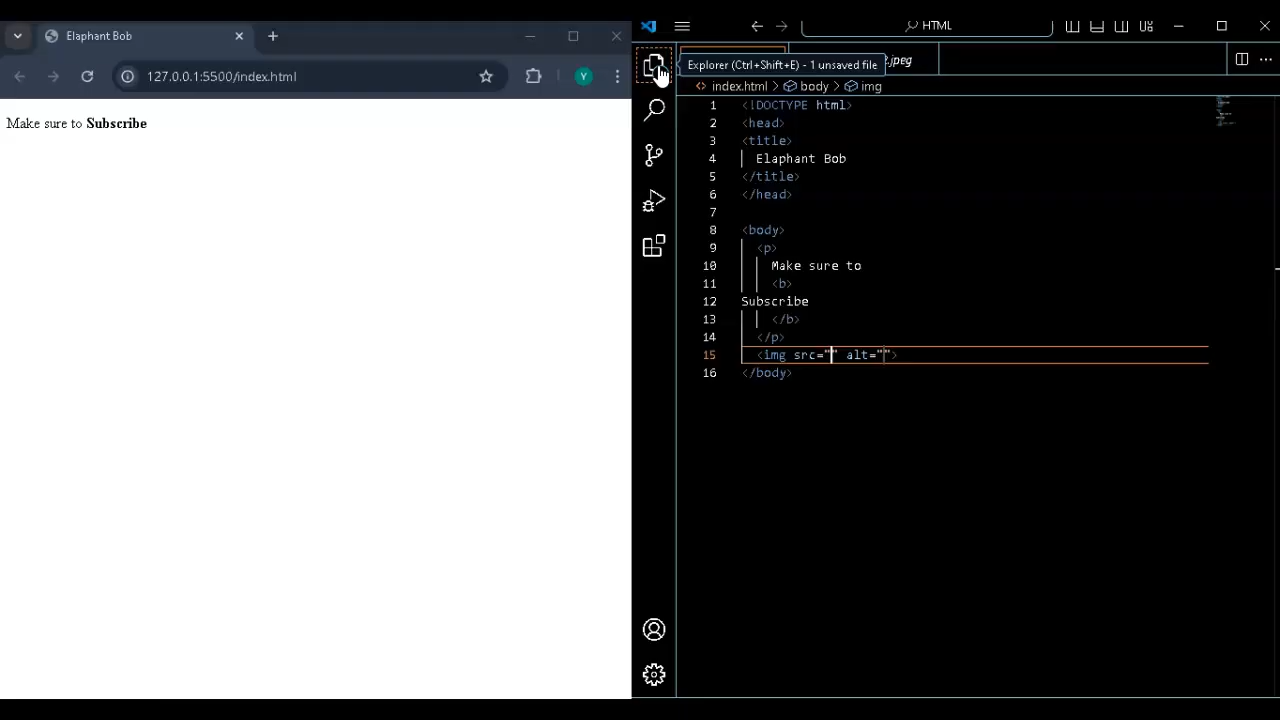 Elaphant Bob
127.0.0.1:5500/index.html
Y
Make sure to Subscribe
HTML
Explorer (Ctrl+Shift+E) - 1 unsaved file
.jpeg
index.html > body > img
1 <!DOCTYPE html>
2 <head>
3 <title>
4 Elaphant Bob
5 </title>
6 </head>
7
8 <body>
9 <p>
10 Make sure to
11 <b>
12 Subscribe
13 </b>
14 </p>
15 <img src="" alt="">
16 </body>